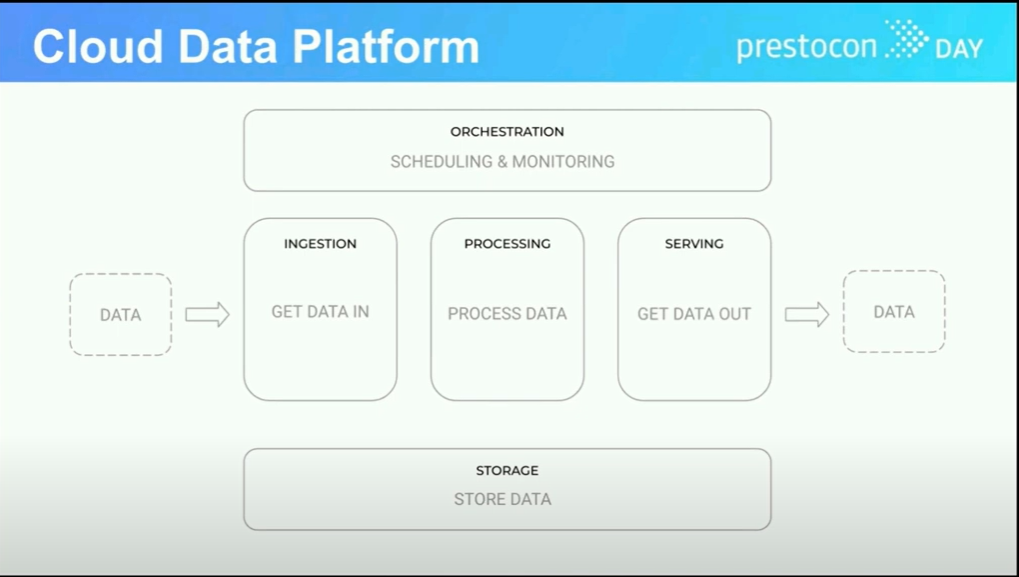 Cloud Data Platform
prestocon DAY
ORCHESTRATION
SCHEDULING & MONITORING
INGESTION
GET DATA IN
PROCESSING
PROCESS DATA
SERVING
GET DATA OUT
DATA
DATA
STORAGE
STORE DATA